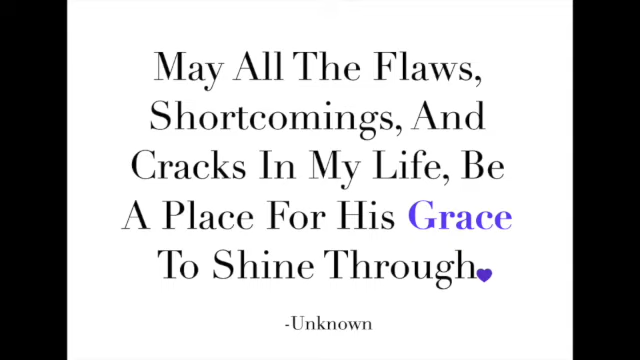 May All The Flaws,
Shortcomings, And
Cracks In My Life, Be
A Place For His Grace
To Shine Through
-Unknown